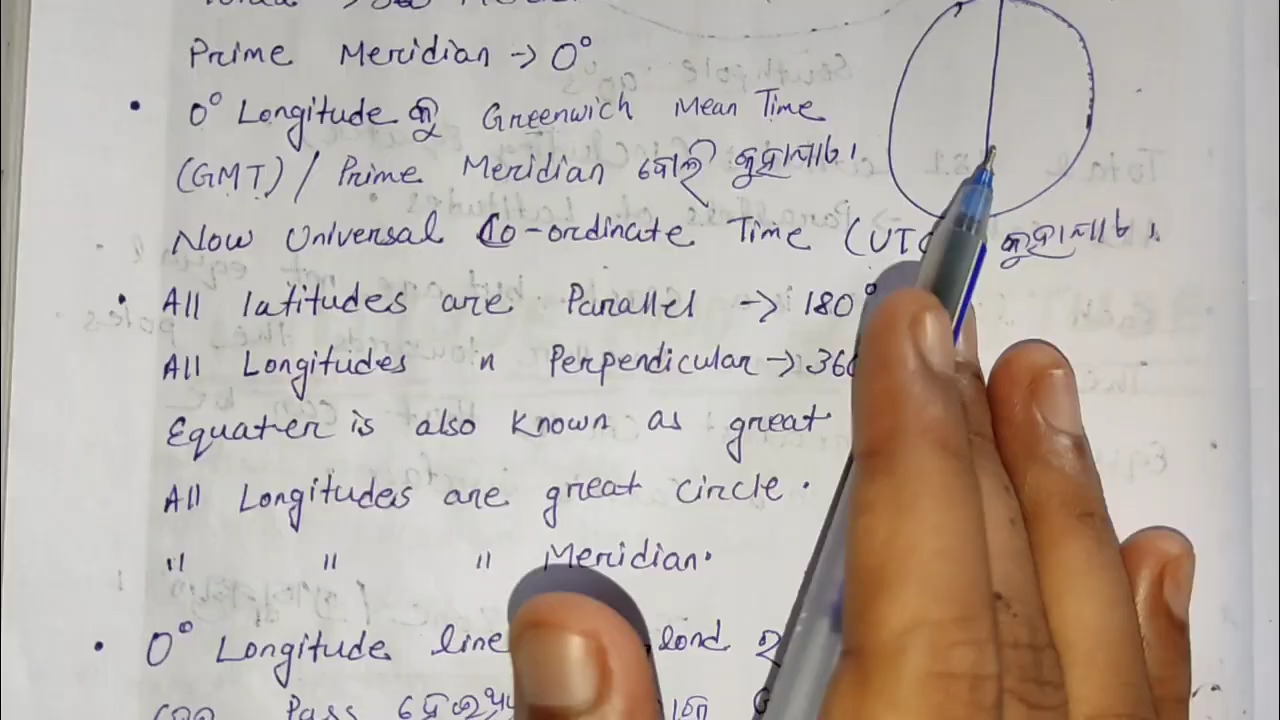 Prime Meridian → 0°
• 0° Longitude କୁ Greenwich Mean Time
(GMT) / Prime Meridian ବୋଲି କୁହାଯାଏ ।
Now Universal Co-ordinate Time (UTC କୁହାଯାଏ ।
• All latitudes are Parallel → 180°
All Longitudes n Perpendicular → 360
Equater is also known as great
All Longitudes are great circle.
" " " Meridian.
• 0° Longitude line
Pass